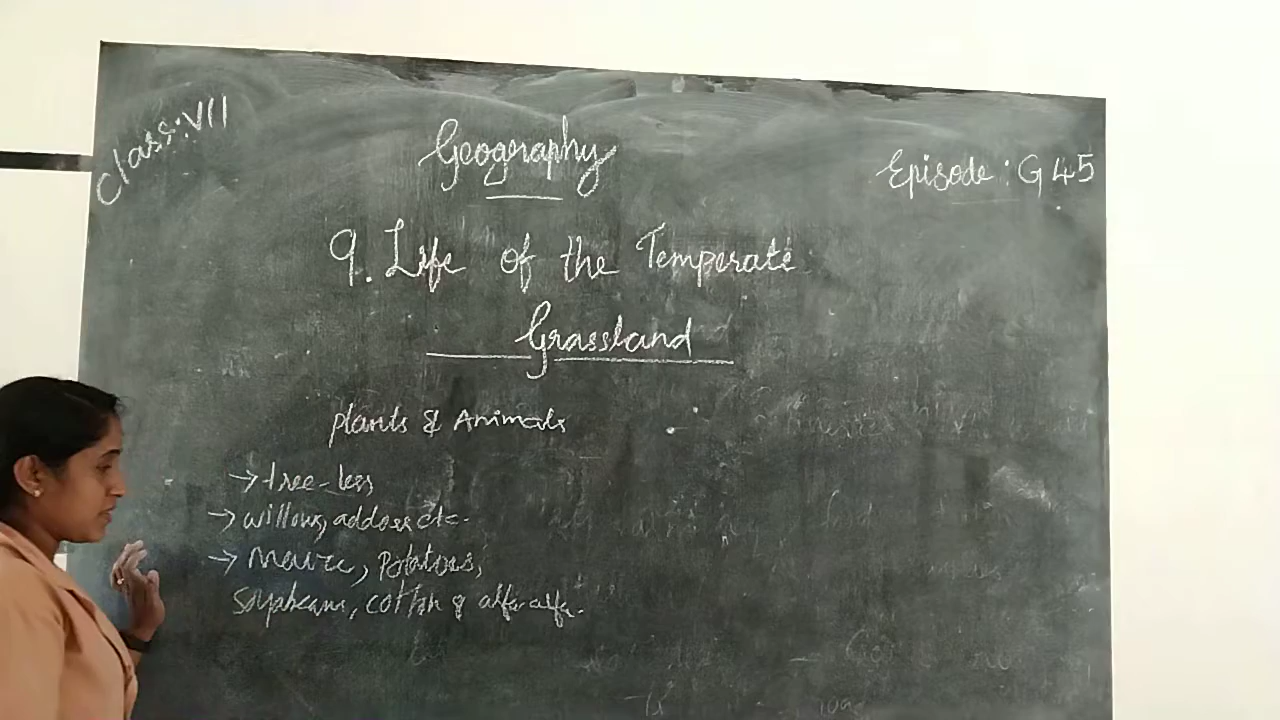 Class:VII
Geography
Episode: G 45
9. Life of the Temperate
Grassland
Plants & Animals
→ tree-less
→ willows, addoss etc.
→ Maize, Potatoes,
Soyabeans, cotton & alfa-alfa.